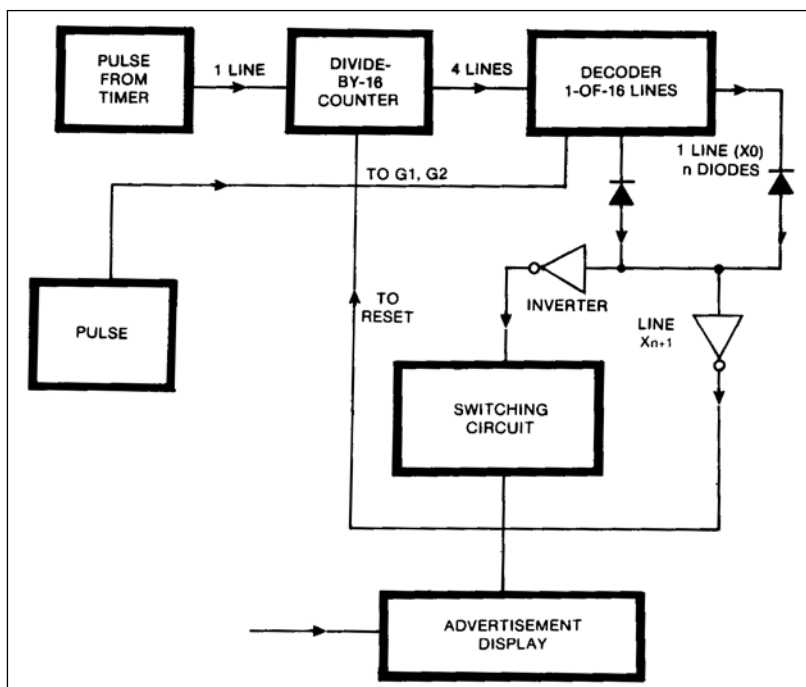 PULSE
FROM
TIMER
1 LINE
DIVIDE-
BY-16
COUNTER
4 LINES
DECODER
1-OF-16 LINES
1 LINE (X0)
n DIODES
TO G1, G2
PULSE
TO
RESET
INVERTER
LINE
Xn+1
SWITCHING
CIRCUIT
ADVERTISEMENT
DISPLAY